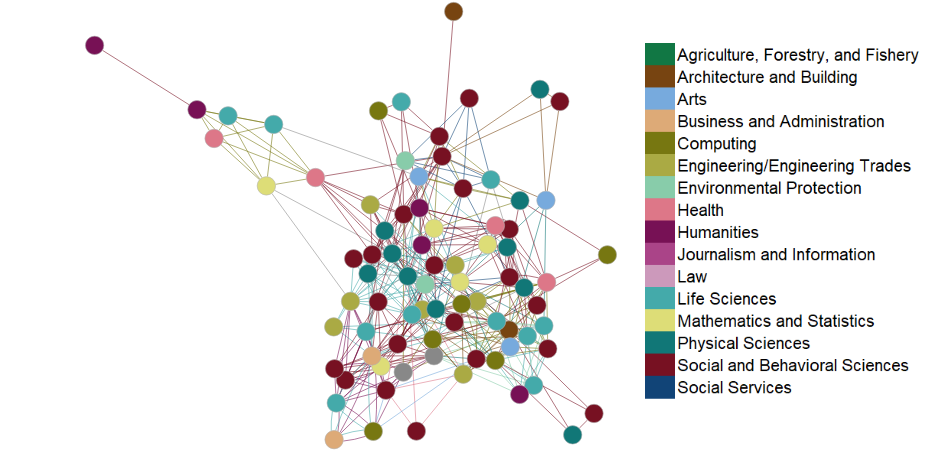 Agriculture, Forestry, and Fishery
Architecture and Building
Arts
Business and Administration
Computing
Engineering/Engineering Trades
Environmental Protection
Health
Humanities
Journalism and Information
Law
Life Sciences
Mathematics and Statistics
Physical Sciences
Social and Behavioral Sciences
Social Services